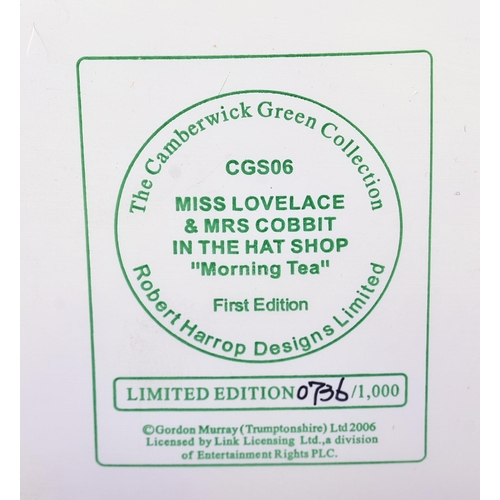 The Camberwick Green Collection
CGS06
MISS LOVELACE
& MRS COBBIT
IN THE HAT SHOP
"Morning Tea"
First Edition
Robert Harrop Designs Limited
LIMITED EDITION 0736/1,000
©Gordon Murray (Trumptonshire) Ltd 2006
Licensed by Link Licensing Ltd.,a division
of Entertainment Rights PLC.